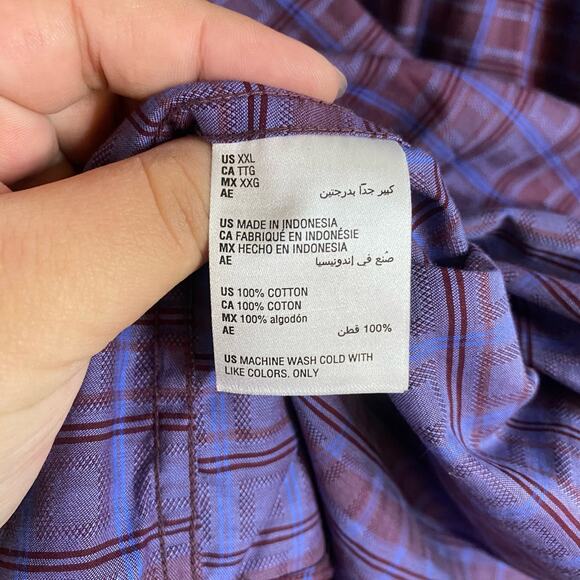 US XXL
CA TTG
MX XXG
AE كبير جدًا بدرجتين
US MADE IN INDONESIA
CA FABRIQUÉ EN INDONÉSIE
MX HECHO EN INDONESIA
AE صُنع في إندونيسيا
US 100% COTTON
CA 100% COTON
MX 100% algodón
AE 100% قطن
US MACHINE WASH COLD WITH
LIKE COLORS. ONLY